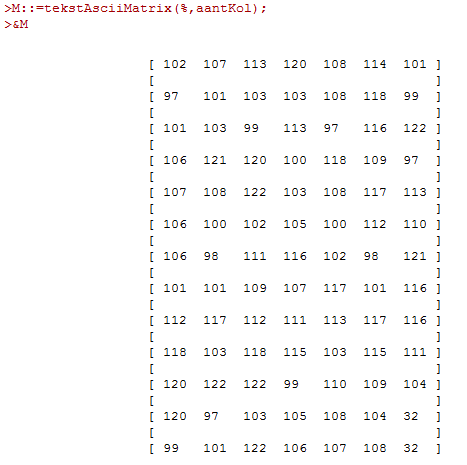 >M::=tekstAsciiMatrix(%,aantKol);
>&M
[ 102 107 113 120 108 114 101 ]
[ ]
[ 97 101 103 103 108 118 99 ]
[ ]
[ 101 103 99 113 97 116 122 ]
[ ]
[ 106 121 120 100 118 109 97 ]
[ ]
[ 107 108 122 103 108 117 113 ]
[ ]
[ 106 100 102 105 100 112 110 ]
[ ]
[ 106 98 111 116 102 98 121 ]
[ ]
[ 101 101 109 107 117 101 116 ]
[ ]
[ 112 117 112 111 113 117 116 ]
[ ]
[ 118 103 118 115 103 115 111 ]
[ ]
[ 120 122 122 99 110 109 104 ]
[ ]
[ 120 97 103 105 108 104 32 ]
[ ]
[ 99 101 122 106 107 108 32 ]